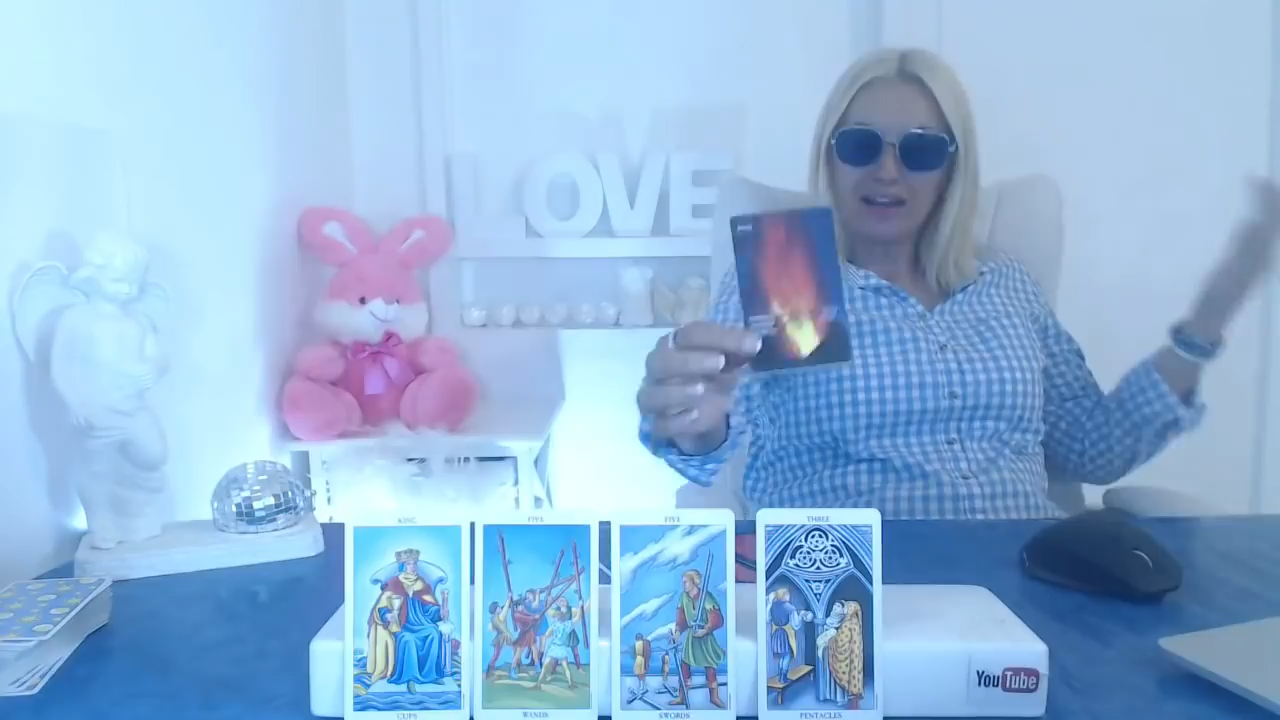 LOVE
KING
FIVE
FIVE
THREE
CUPS
WANDS
SWORDS
PENTACLES
YouTube